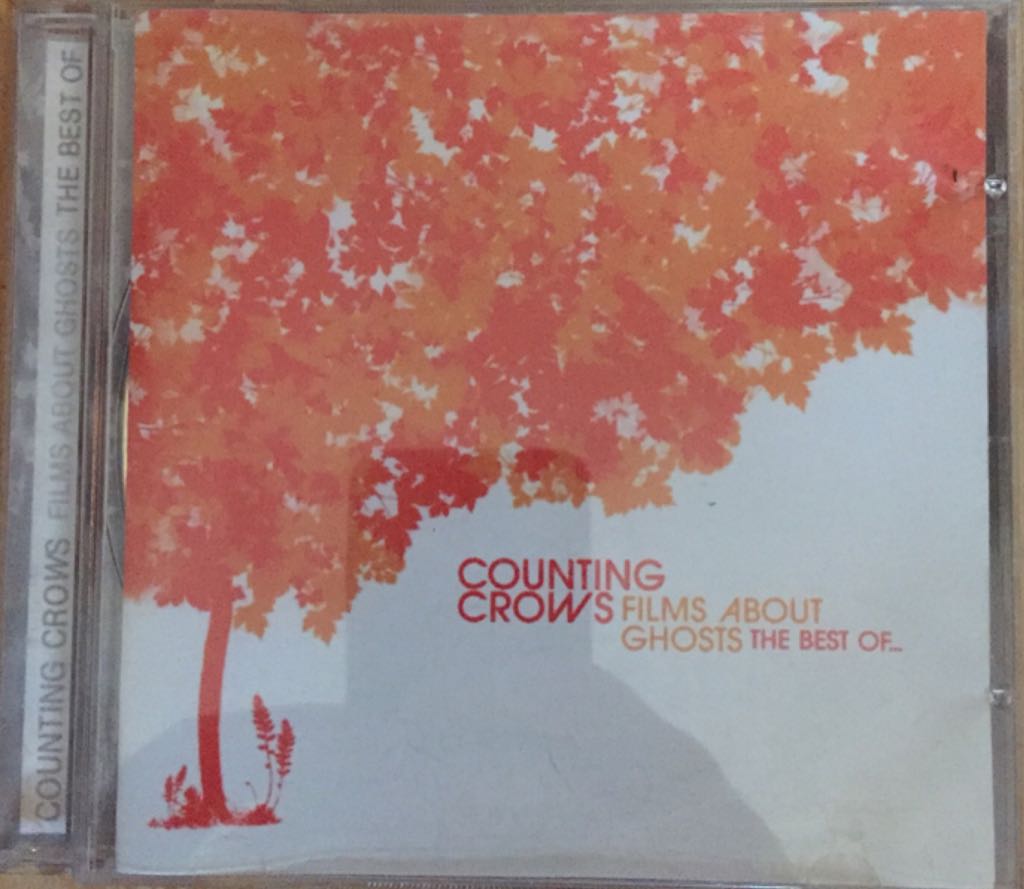 COUNTING CROWS FILMS ABOUT GHOSTS THE BEST OF
COUNTING
CROWS FILMS ABOUT
GHOSTS THE BEST OF...